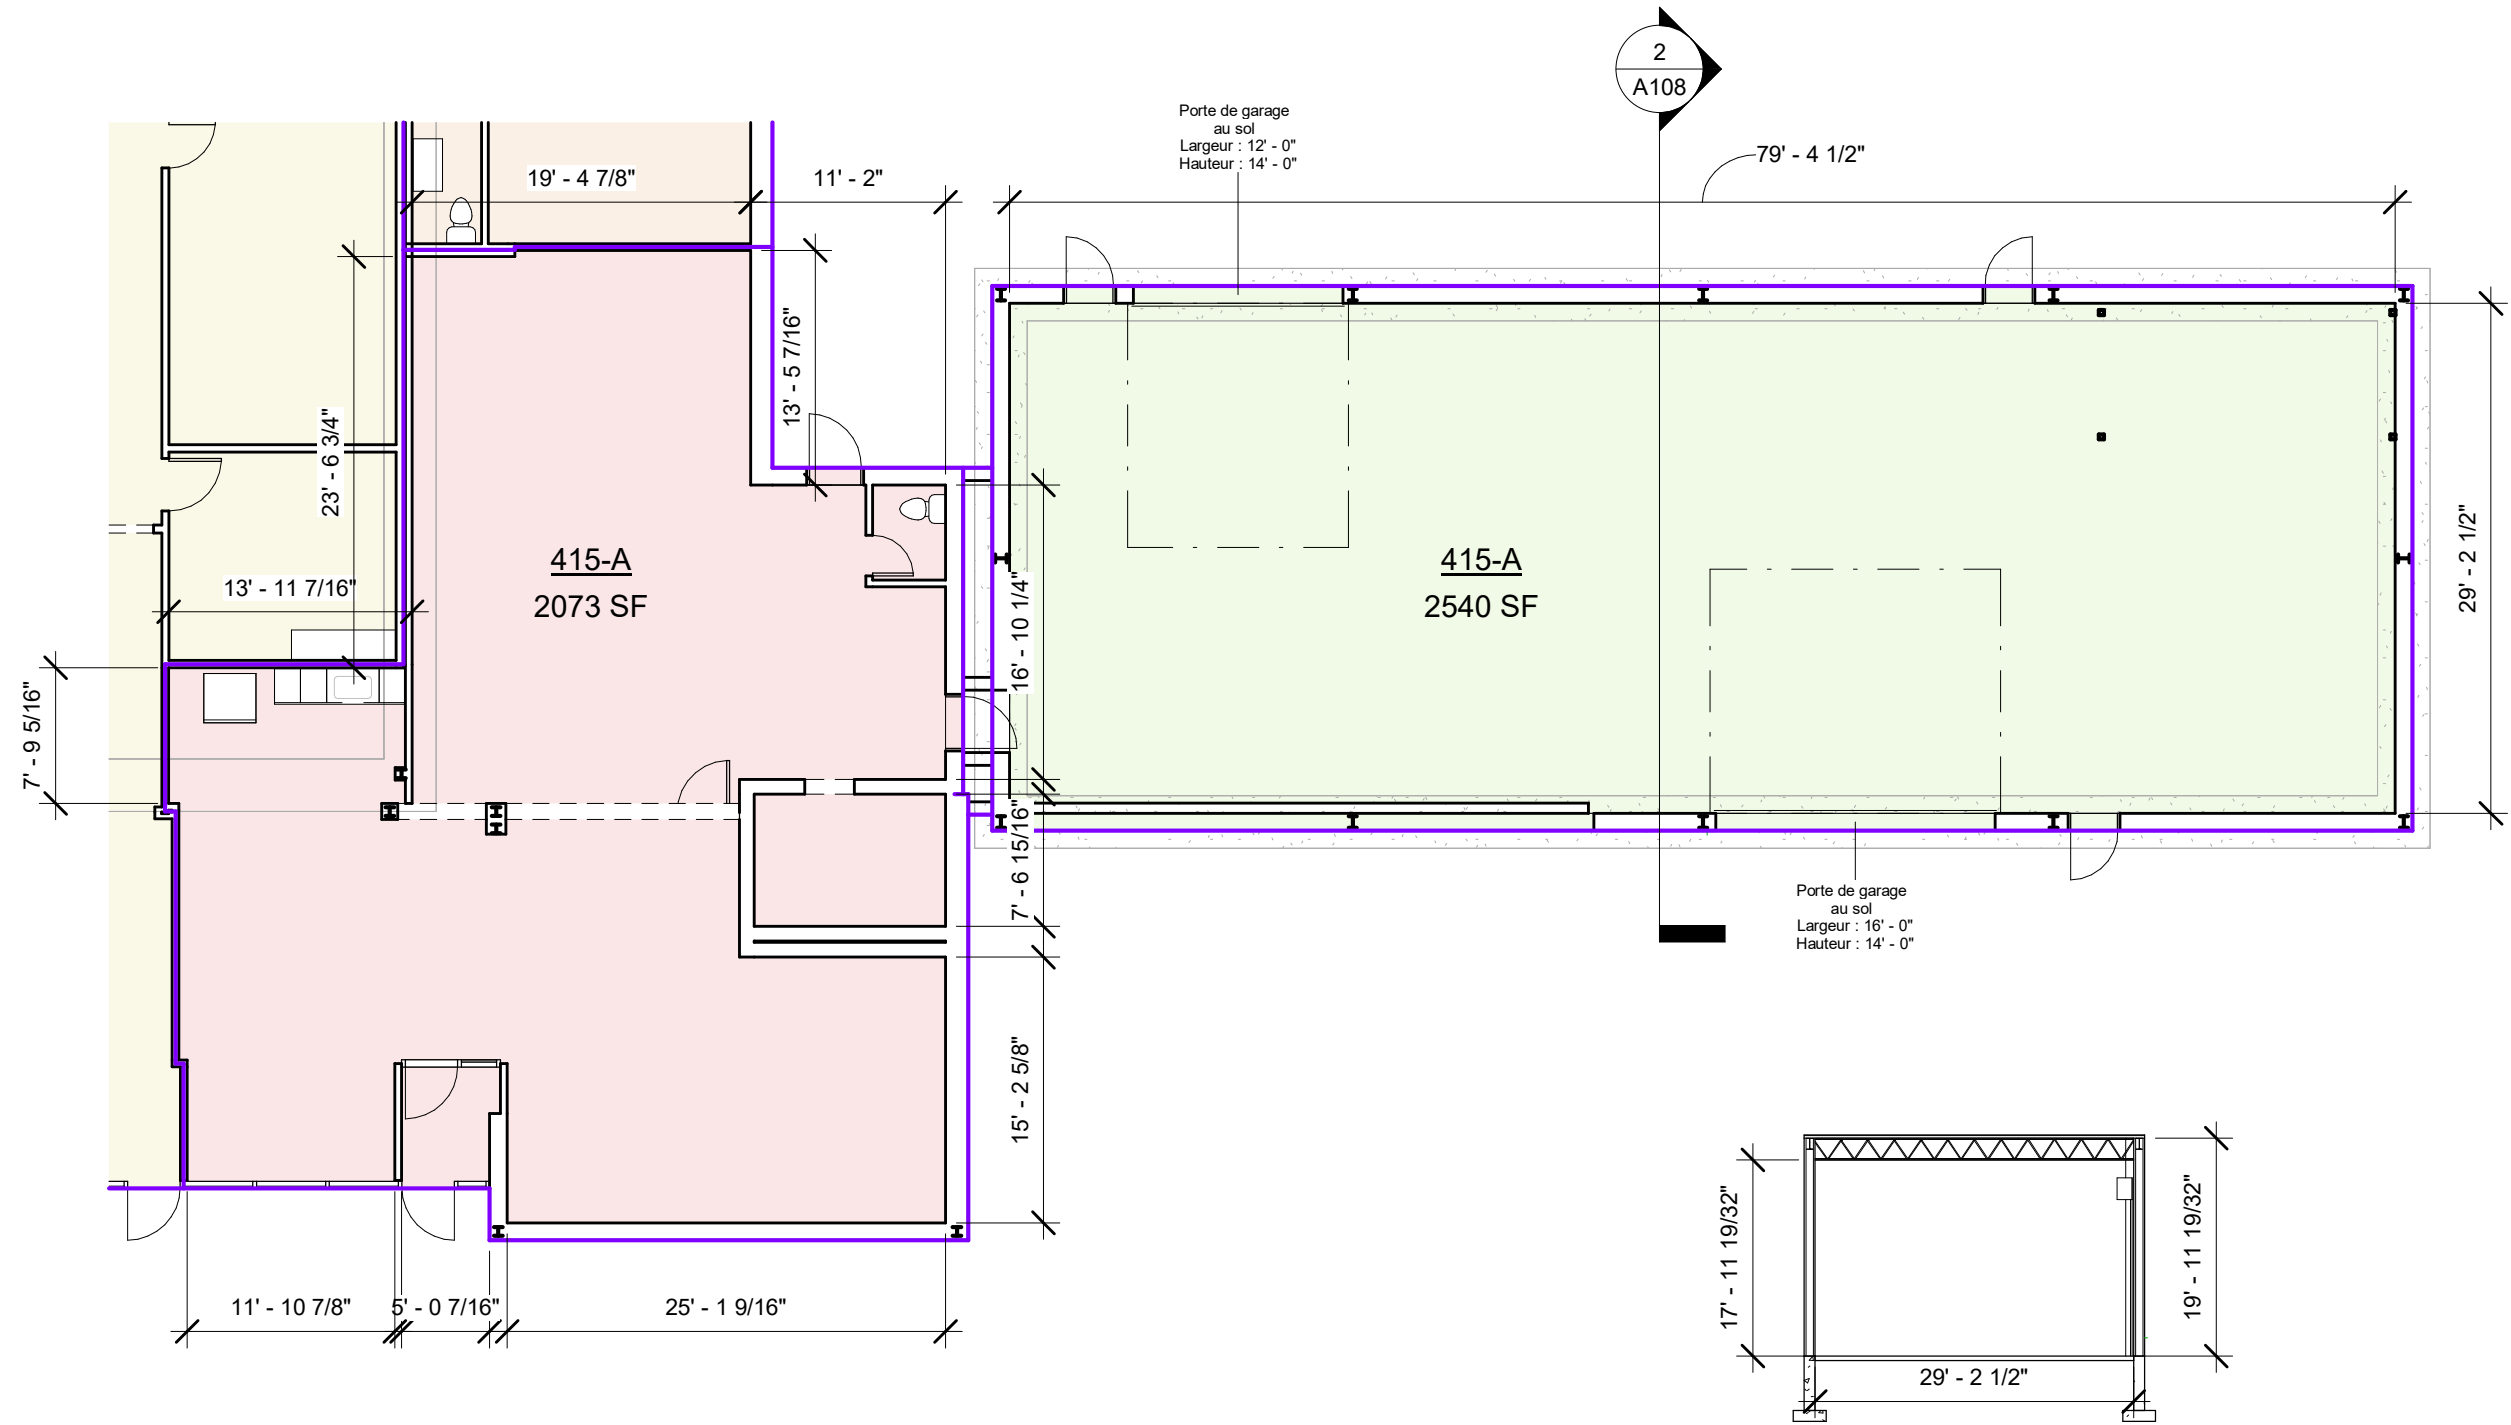 2
A108
Porte de garage
au sol
Largeur : 12' - 0"
Hauteur : 14' - 0"
79' - 4 1/2"
19' - 4 7/8"
11' - 2"
13' - 5 7/16"
23' - 6 3/4"
29' - 2 1/2"
415-A
2073 SF
415-A
2540 SF
13' - 11 7/16"
16' - 10 1/4"
7' - 9 5/16"
7' - 6 15/16"
Porte de garage
au sol
Largeur : 16' - 0"
Hauteur : 14' - 0"
15' - 2 5/8"
17' - 11 19/32"
19' - 11 19/32"
11' - 10 7/8"
5' - 0 7/16"
25' - 1 9/16"
29' - 2 1/2"